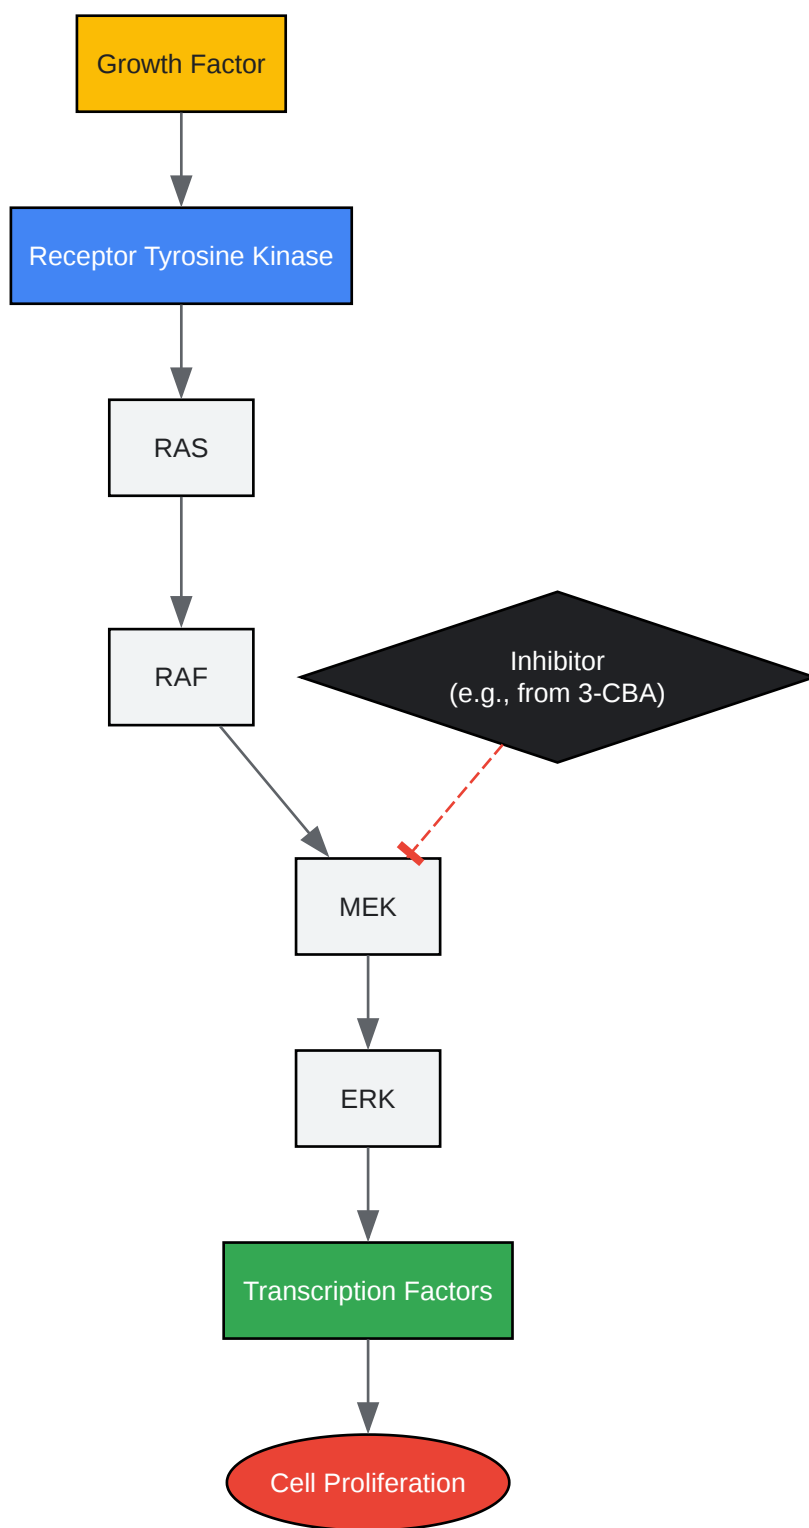 Growth Factor
Receptor Tyrosine Kinase
RAS
RAF
Inhibitor
(e.g., from 3-CBA)
MEK
ERK
Transcription Factors
Cell Proliferation